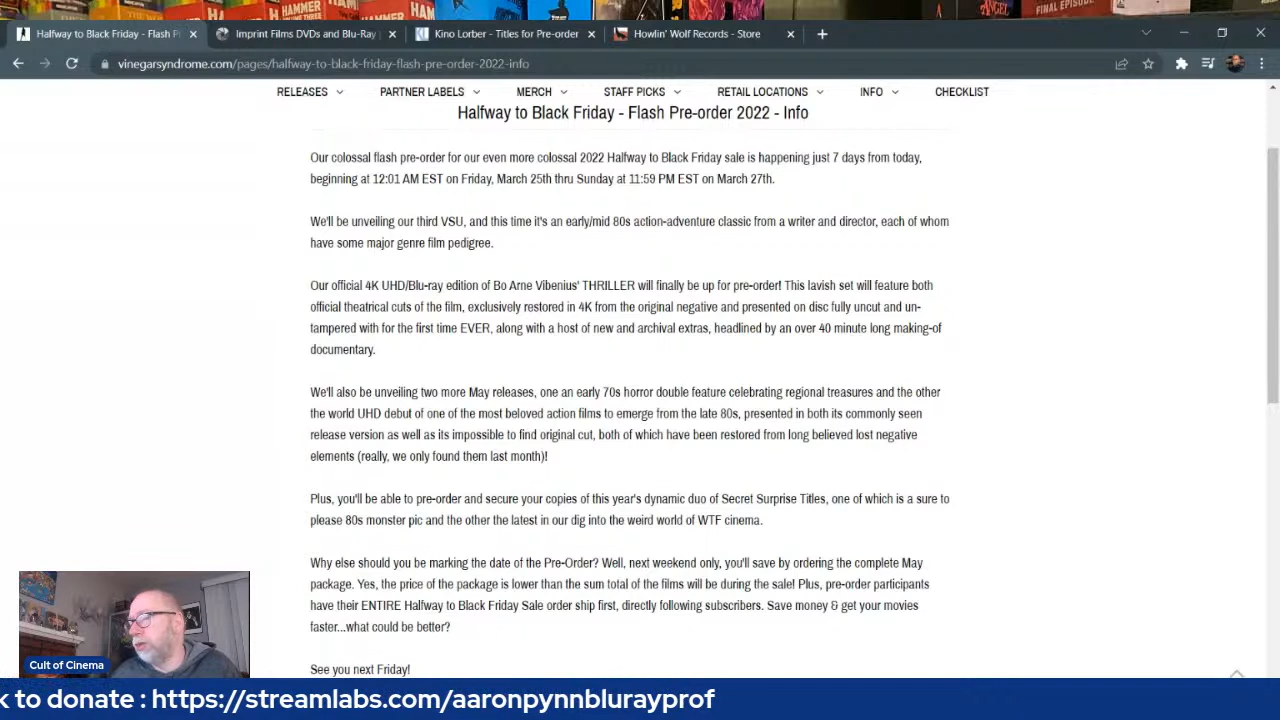 HAMMER
HAMMER
HAMMER
ANGEL
FINAL EPISODE
Halfway to Black Friday - Flash P
Imprint Films DVDs and Blu-Ray
Kino Lorber - Titles for Pre-order
Howlin' Wolf Records - Store
vinegarsyndrome.com/pages/halfway-to-black-friday-flash-pre-order-2022-info
RELEASES PARTNER LABELS MERCH STAFF PICKS RETAIL LOCATIONS INFO CHECKLIST
Halfway to Black Friday - Flash Pre-order 2022 - Info
Our colossal flash pre-order for our even more colossal 2022 Halfway to Black Friday sale is happening just 7 days from today,
beginning at 12:01 AM EST on Friday, March 25th thru Sunday at 11:59 PM EST on March 27th.
We'll be unveiling our third VSU, and this time it's an early/mid 80s action-adventure classic from a writer and director, each of whom
have some major genre film pedigree.
Our official 4K UHD/Blu-ray edition of Bo Arne Vibenius' THRILLER will finally be up for pre-order! This lavish set will feature both
official theatrical cuts of the film, exclusively restored in 4K from the original negative and presented on disc fully uncut and un-
tampered with for the first time EVER, along with a host of new and archival extras, headlined by an over 40 minute long making-of
documentary.
We'll also be unveiling two more May releases, one an early 70s horror double feature celebrating regional treasures and the other
the world UHD debut of one of the most beloved action films to emerge from the late 80s, presented in both its commonly seen
release version as well as its impossible to find original cut, both of which have been restored from long believed lost negative
elements (really, we only found them last month)!
Plus, you'll be able to pre-order and secure your copies of this year's dynamic duo of Secret Surprise Titles, one of which is a sure to
please 80s monster pic and the other the latest in our dig into the weird world of WTF cinema.
Why else should you be marking the date of the Pre-Order? Well, next weekend only, you'll save by ordering the complete May
package. Yes, the price of the package is lower than the sum total of the films will be during the sale! Plus, pre-order participants
have their ENTIRE Halfway to Black Friday Sale order ship first, directly following subscribers. Save money & get your movies
faster...what could be better?
See you next Friday!
Cult of Cinema
k to donate : https://streamlabs.com/aaronpynnblurayprof